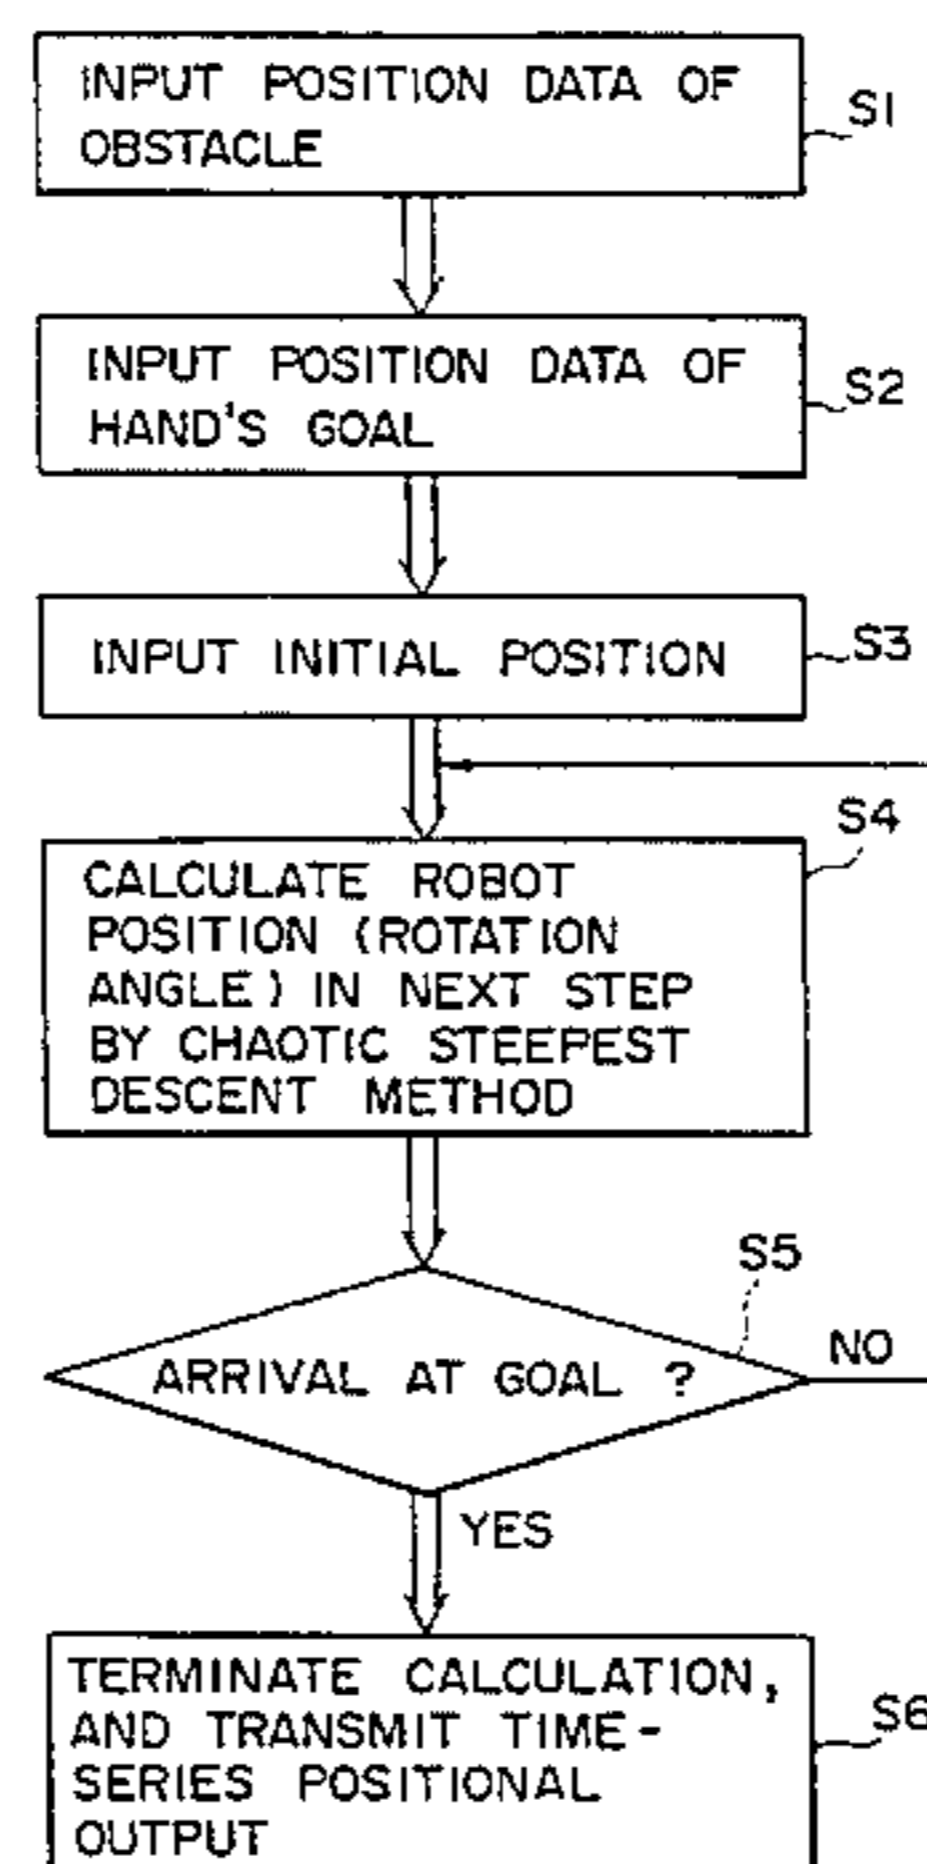 INPUT POSITION DATA OF
OBSTACLE
S1
INPUT POSITION DATA OF
HAND'S GOAL
S2
INPUT INITIAL POSITION
S3
S4
CALCULATE ROBOT
POSITION (ROTATION
ANGLE) IN NEXT STEP
BY CHAOTIC STEEPEST
DESCENT METHOD
S5
ARRIVAL AT GOAL ?
NO
YES
TERMINATE CALCULATION,
AND TRANSMIT TIME-
SERIES POSITIONAL
OUTPUT
S6